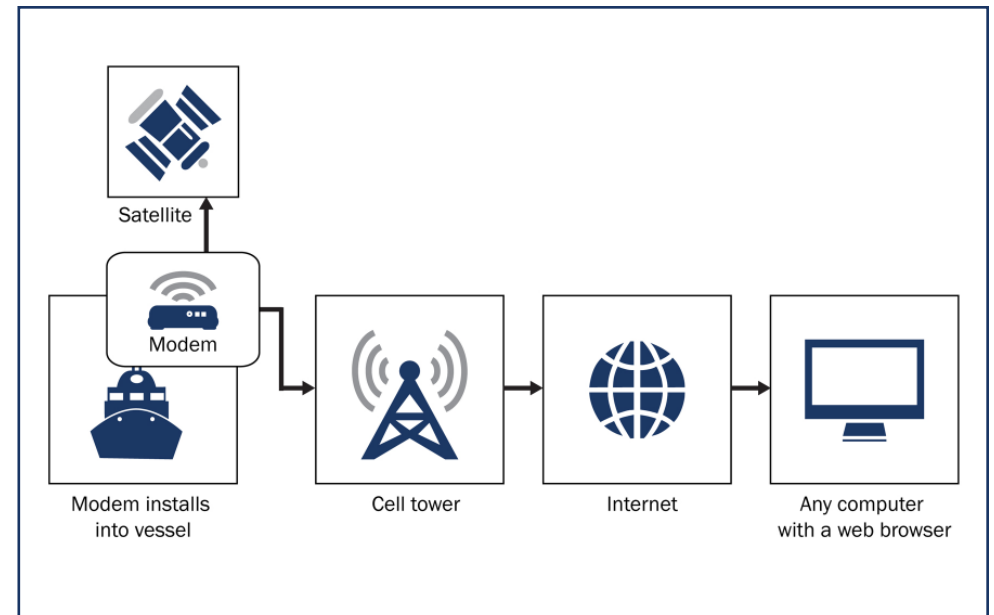 Satellite
Modem
Modem installs
into vessel
Cell tower
Internet
Any computer
with a web browser